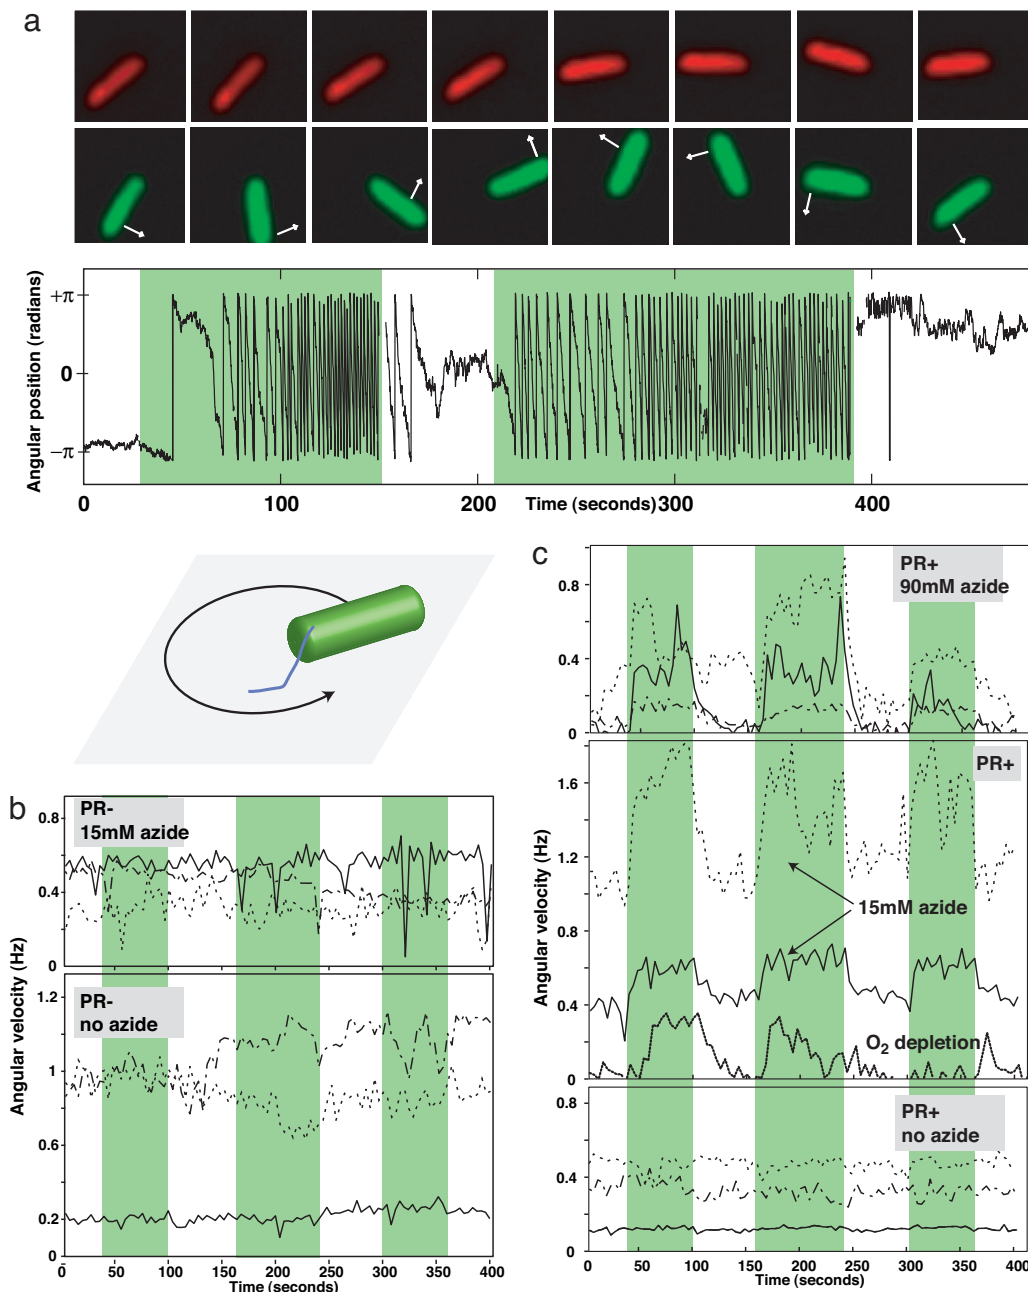 a
Angular position (radians)
+π
0
−π
0
100
200
Time (seconds)
300
400
b
PR-
15mM azide
0.8
0.4
0
PR-
no azide
1.2
1
0.6
0.2
0
Angular velocity (Hz)
0 50 100 150 200 250 300 350 400
Time (seconds)
c
PR+
90mM azide
0.8
0.4
0
PR+
1.6
1.2
0.8
0.4
0
15mM azide
O2 depletion
Angular velocity (Hz)
PR+
no azide
0.8
0.4
0
0 50 100 150 200 250 300 350 400
Time (seconds)